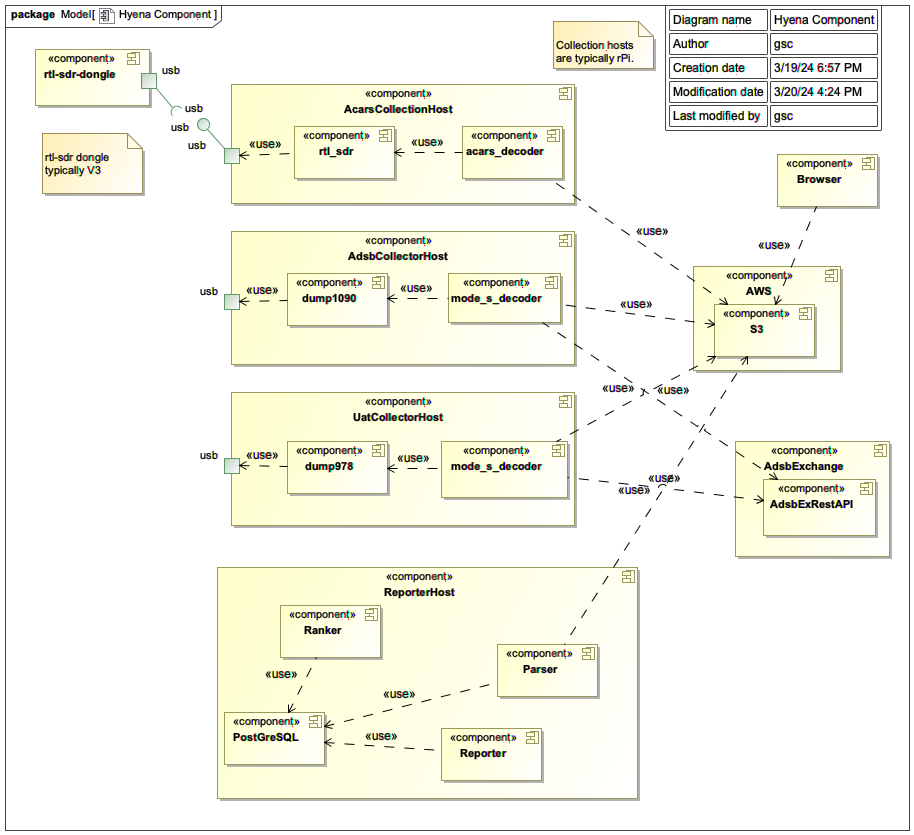 package Model[ Hyena Component ]
Diagram name Hyena Component
Author gsc
Creation date 3/19/24 6:57 PM
Modification date 3/20/24 4:24 PM
Last modified by gsc
Collection hosts
are typically rPi.
«component»
rtl-sdr-dongle
usb
usb
usb
usb
rtl-sdr dongle
typically V3
«component»
AcarsCollectionHost
«use»
«component»
rtl_sdr
«use»
«component»
acars_decoder
«use»
«component»
Browser
«use»
«component»
AdsbCollectorHost
usb
«use»
«component»
dump1090
«use»
«component»
mode_s_decoder
«use»
«component»
AWS
«component»
S3
«use»
«use»
«component»
UatCollectorHost
usb
«use»
«component»
dump978
«use»
«component»
mode_s_decoder
«use»
«use»
«component»
AdsbExchange
«component»
AdsbExRestAPI
«component»
ReporterHost
«component»
Ranker
«use»
«component»
Parser
«use»
«component»
PostGreSQL
«use»
«component»
Reporter